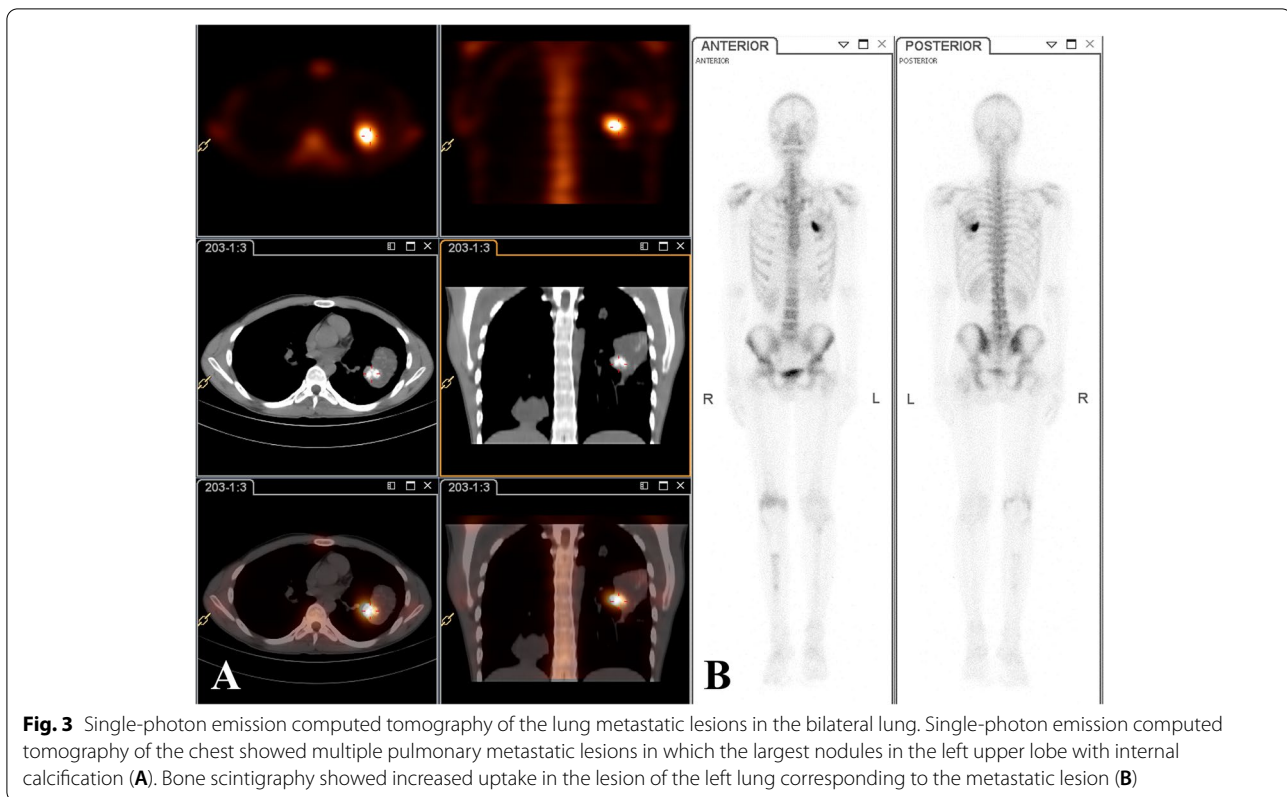 ANTERIOR
ANTERIOR
POSTERIOR
POSTERIOR
203-1:3
203-1:3
203-1:3
203-1:3
R
L
L
R
A
B
Fig. 3 Single-photon emission computed tomography of the lung metastatic lesions in the bilateral lung. Single-photon emission computed
tomography of the chest showed multiple pulmonary metastatic lesions in which the largest nodules in the left upper lobe with internal
calcification (A). Bone scintigraphy showed increased uptake in the lesion of the left lung corresponding to the metastatic lesion (B)